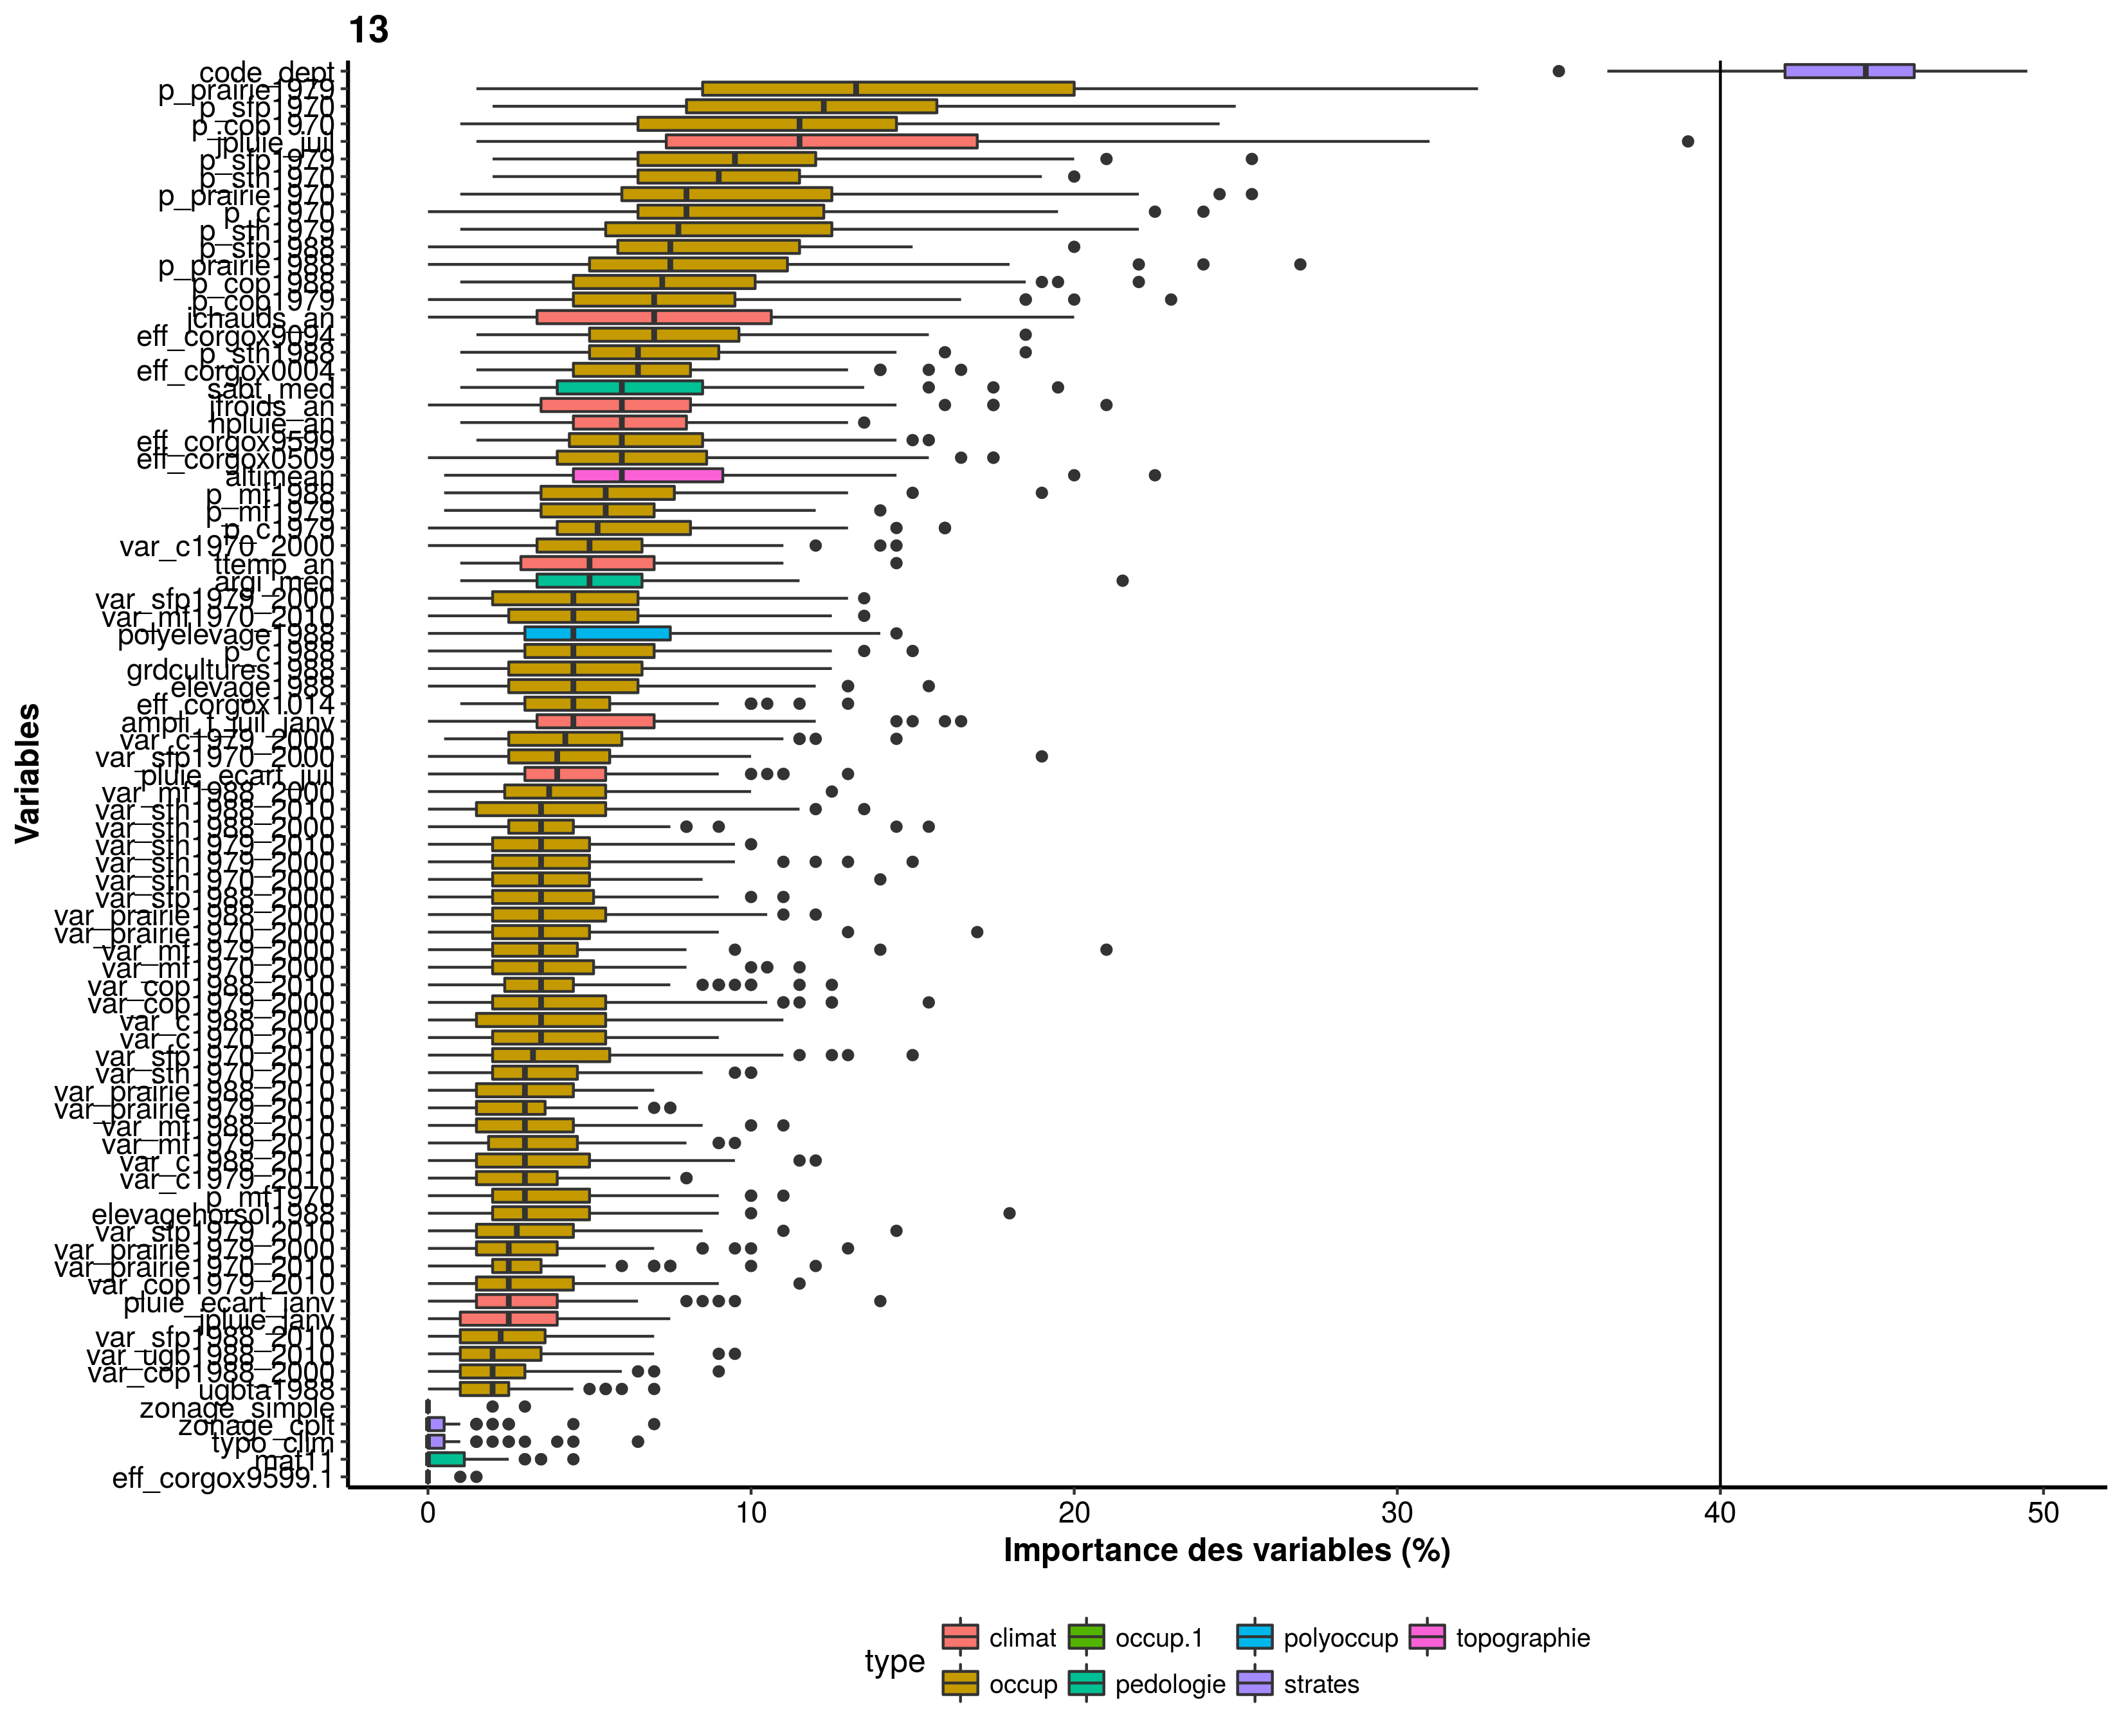 13
code_dept
p_prairie1979
p_sfp1970
p_cop1970
jpluie_juil
p_sfp1979
p_sth1970
p_prairie1970
p_c1970
p_sth1979
p_sfp1988
p_prairie1988
p_cop1988
p_cop1979
jchauds_an
eff_corgox9094
p_sth1988
eff_corgox0004
sabt_med
jfroids_an
hpluie_an
eff_corgox9599
eff_corgox0509
altimean
p_mf1988
p_mf1979
p_c1979
var_c1970_2000
ttemp_an
argi_med
var_sfp1979_2000
var_mf1970_2010
polyelevage1988
p_c1988
grdcultures1988
elevage1988
eff_corgox1014
ampli_t_juil_janv
var_c1979_2000
var_sfp1970_2000
pluie_ecart_juil
var_mf1988_2000
var_sth1988_2010
var_sth1988_2000
var_sth1979_2010
var_sth1979_2000
var_sth1970_2000
var_sfp1988_2000
var_prairie1988_2000
var_prairie1970_2000
var_mf1979_2000
var_mf1970_2000
var_cop1988_2010
var_cop1979_2000
var_c1988_2000
var_c1970_2010
var_sfp1970_2010
var_sth1970_2010
var_prairie1988_2010
var_prairie1979_2010
var_mf1988_2010
var_mf1979_2010
var_c1988_2010
var_c1979_2010
p_mf1970
elevagehorsol1988
var_sfp1979_2010
var_prairie1979_2000
var_prairie1970_2010
var_cop1979_2010
pluie_ecart_janv
jpluie_janv
var_sfp1988_2010
var_ugb1988_2010
var_cop1988_2000
ugbta1988
zonage_simple
zonage_cplt
typo_clim
mat11
eff_corgox9599.1
Variables
0 10 20 30 40 50
Importance des variables (%)
type
climat occup.1 polyoccup topographie
occup pedologie strates